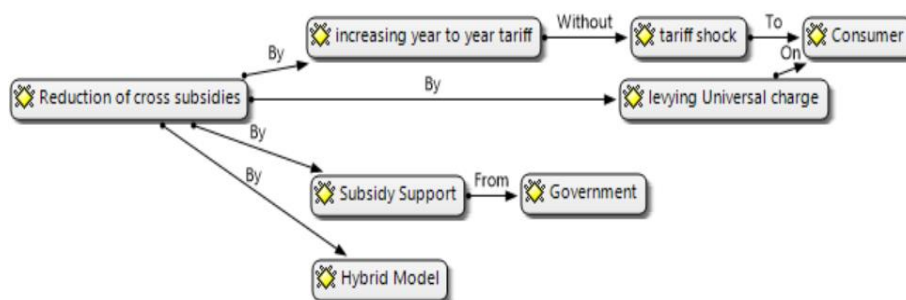 Without
To
increasing year to year tariff
tariff shock
Consumer
By
On
Reduction of cross subsidies
By
levying Universal charge
By
By
Subsidy Support
From
Government
Hybrid Model